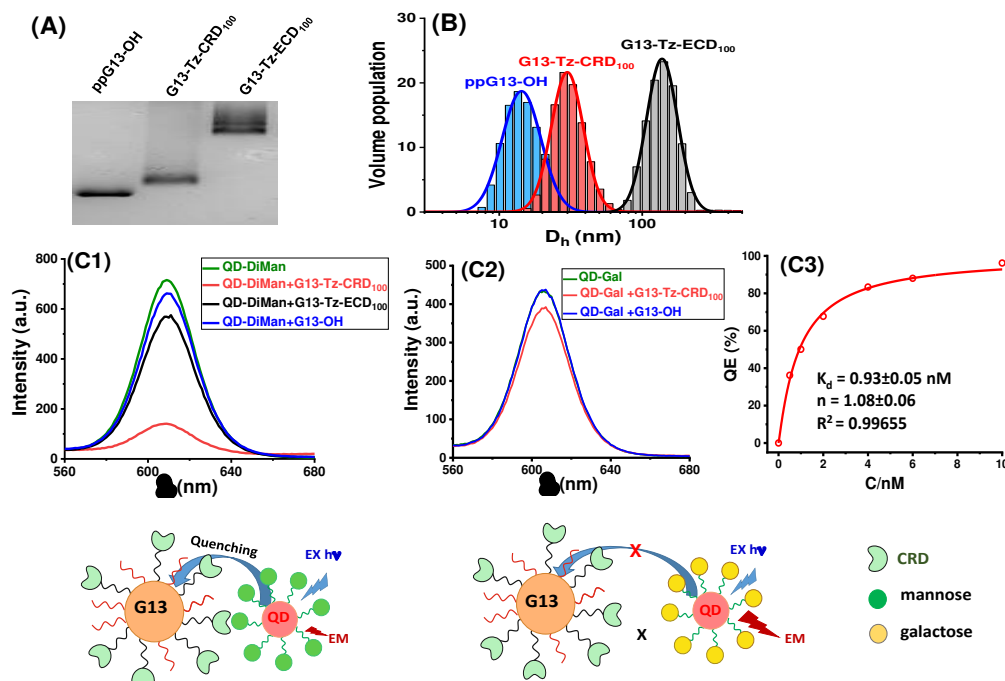 (A)
ppG13-OH
G13-Tz-CRD₁₀₀
G13-Tz-ECD₁₀₀
(B)
Volume population
30
20
10
0
ppG13-OH
G13-Tz-CRD₁₀₀
G13-Tz-ECD₁₀₀
10
100
Dₕ (nm)
(C1)
Intensity (a.u.)
1000
800
600
400
200
0
QD-DiMan
QD-DiMan+G13-Tz-CRD₁₀₀
QD-DiMan+G13-Tz-ECD₁₀₀
QD-DiMan+G13-OH
560
600
640
680
(nm)
(C2)
Intensity (a.u.)
500
400
300
200
100
0
QD-Gal
QD-Gal +G13-Tz-CRD₁₀₀
QD-Gal +G13-OH
560
600
640
680
(nm)
(C3)
QE (%)
100
80
60
40
20
0
K_d = 0.93±0.05 nM
n = 1.08±0.06
R² = 0.99655
0
2
4
6
8
10
C/nM
Quenching
EX hν
G13
QD
EM
X
EX hν
G13
QD
X
EM
CRD
mannose
galactose